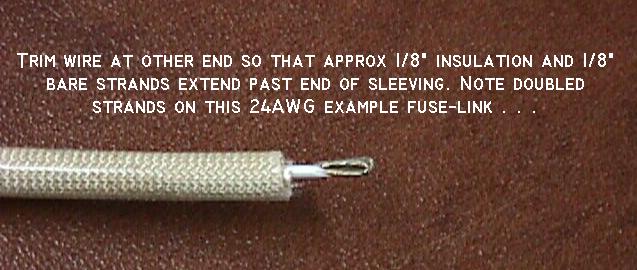 Trim wire at other end so that approx 1/8" insulation and 1/8"
bare strands extend past end of sleeving. Note doubled
strands on this 24AWG example fuse-link . . .